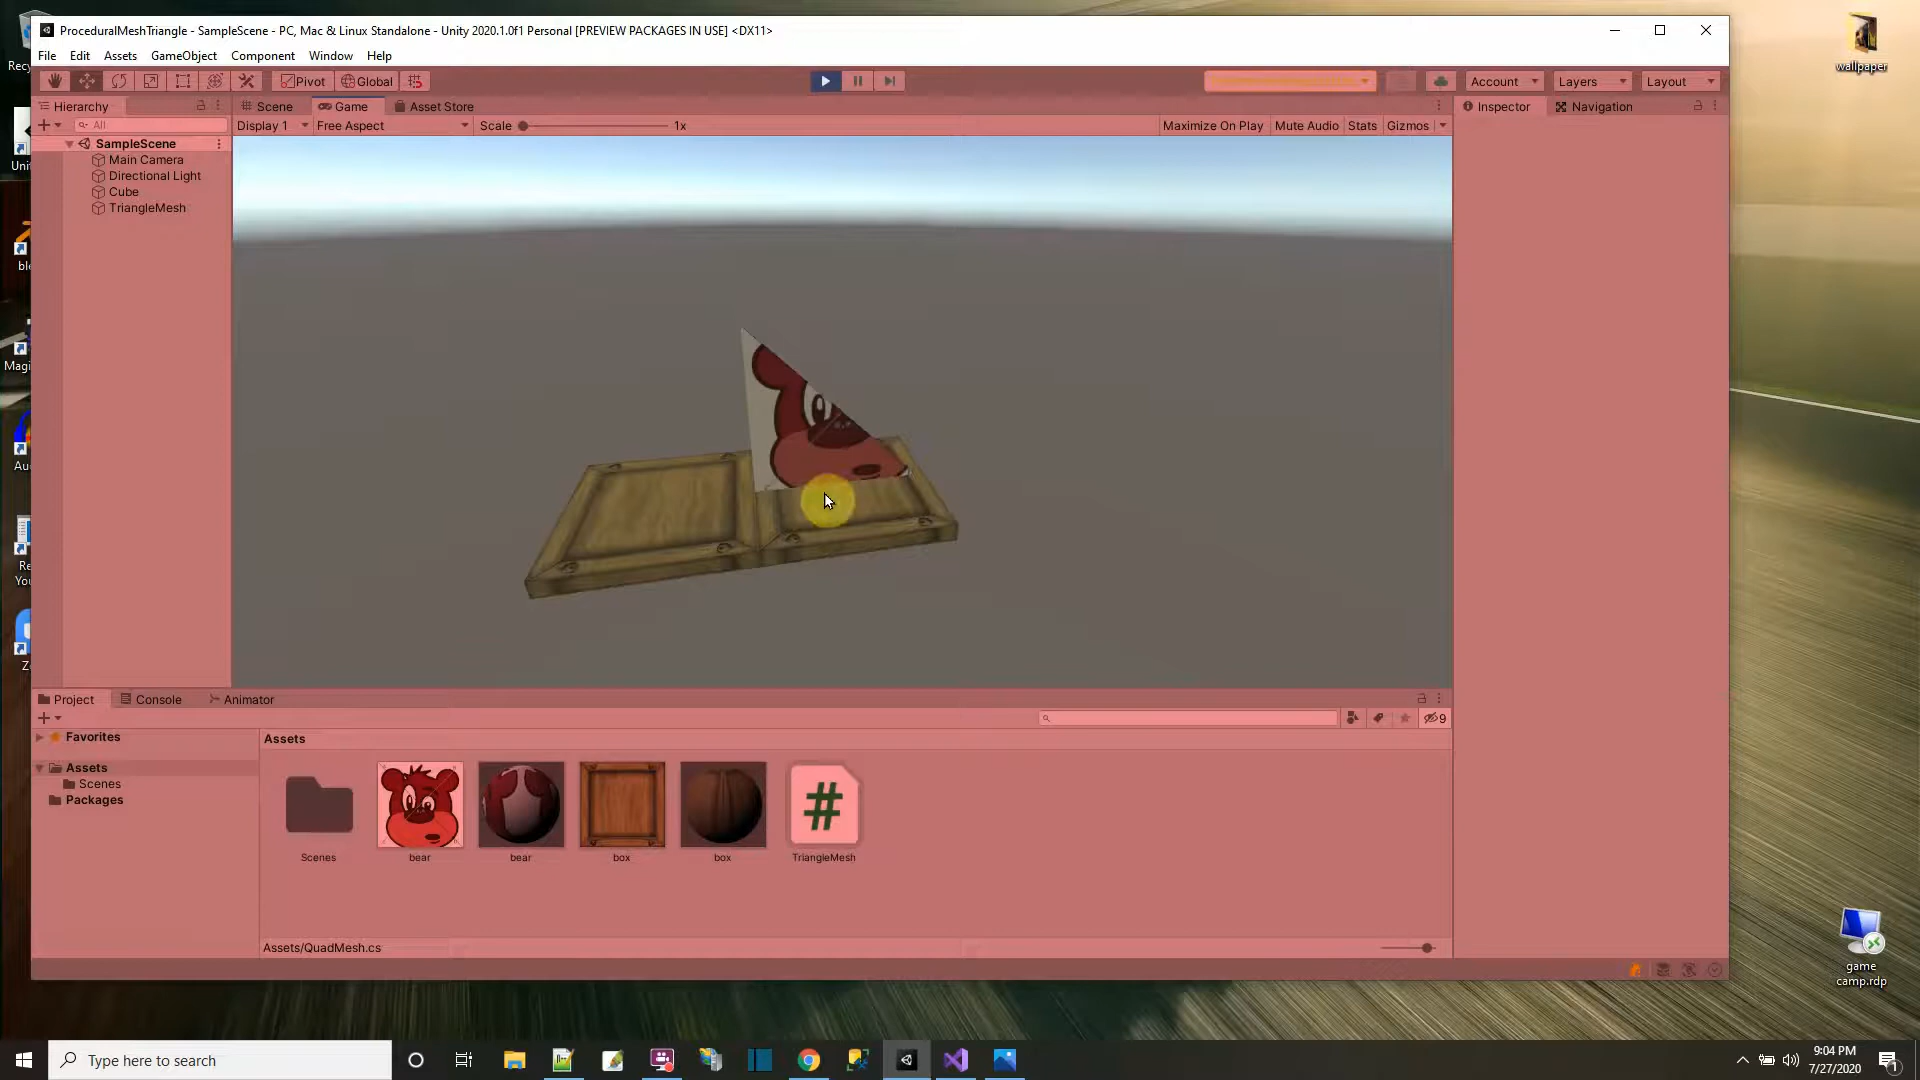 ProceduralMeshTriangle - SampleScene - PC, Mac & Linux Standalone - Unity 2020.1.0f1 Personal [PREVIEW PACKAGES IN USE] <DX11>
File Edit Assets GameObject Component Window Help
Pivot Global Account Layers Layout
Hierarchy Scene Game Asset Store Inspector Navigation
All Display 1 Free Aspect Scale 1x Maximize On Play Mute Audio Stats Gizmos
SampleScene
Main Camera
Directional Light
Cube
TriangleMesh
Project Console Animator
9
Favorites
Assets
Scenes
Packages
Assets
Scenes bear bear box box TriangleMesh
#
Assets/QuadMesh.cs
wallpaper
game
camp.rdp
Type here to search
9:04 PM
7/27/2020
1